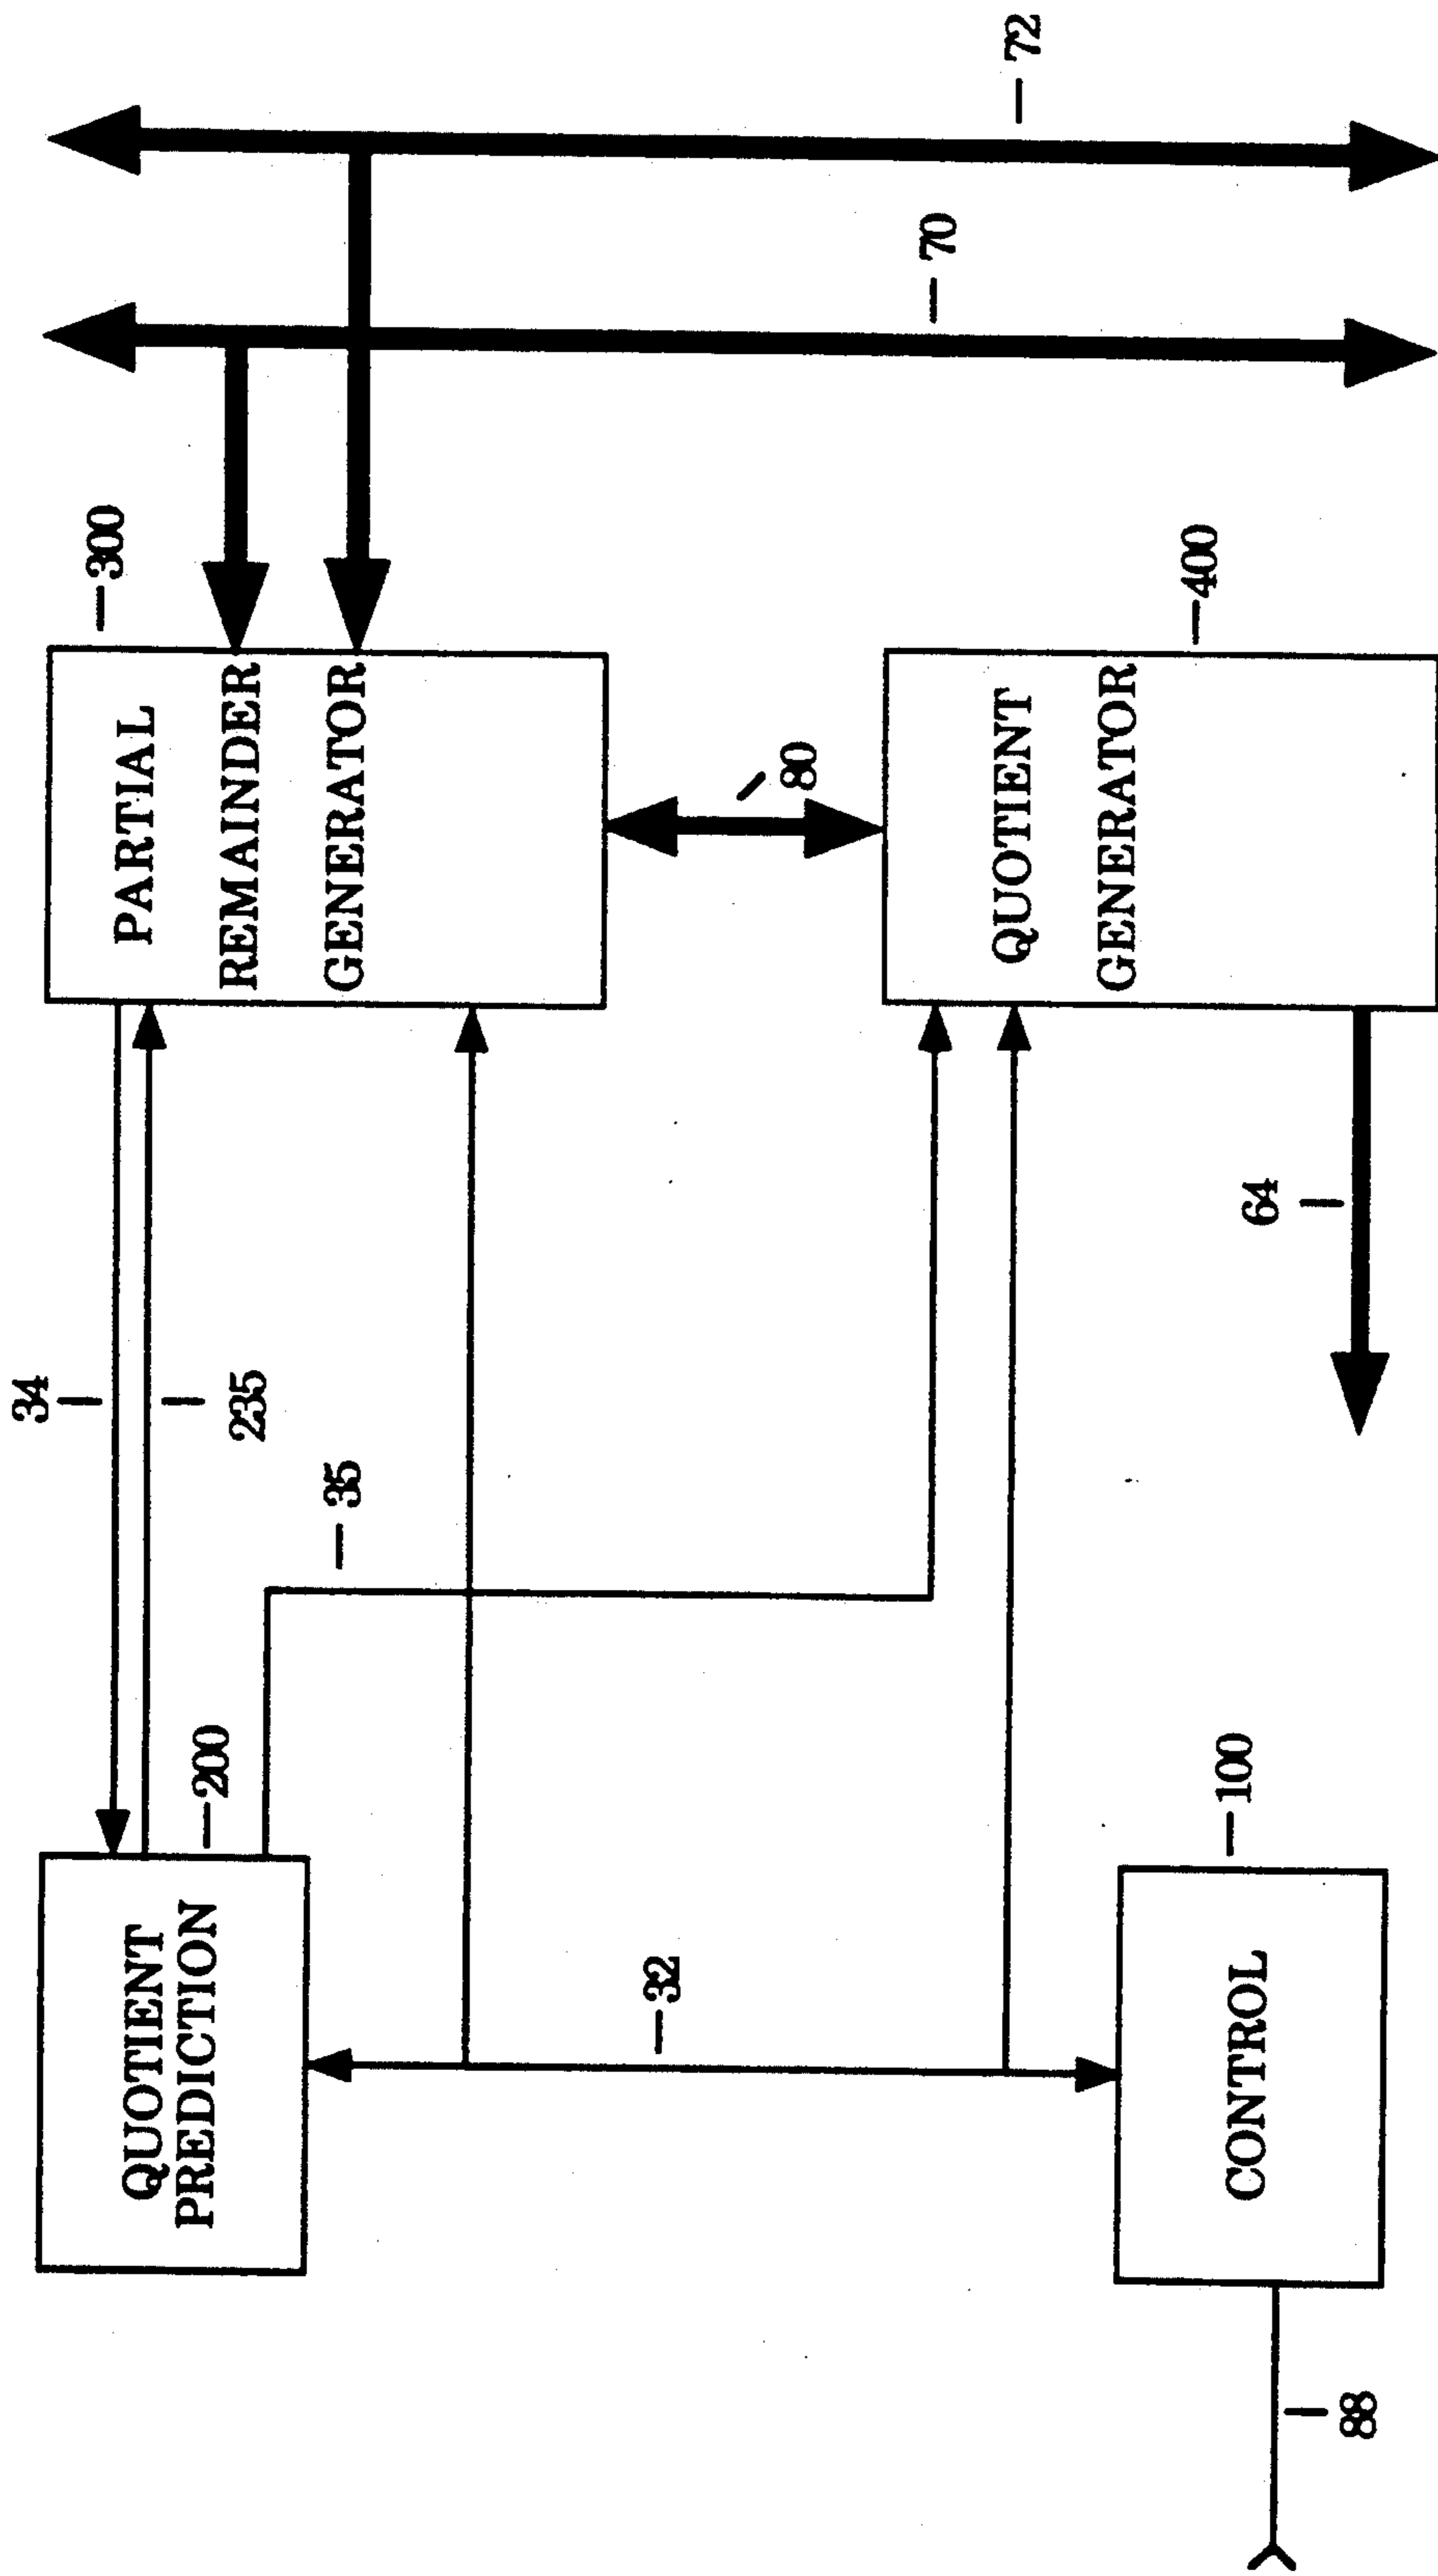 34
235
200
QUOTIENT
PREDICTION
35
300
PARTIAL
REMAINDER
GENERATOR
72
70
32
80
100
CONTROL
88
400
QUOTIENT
GENERATOR
64